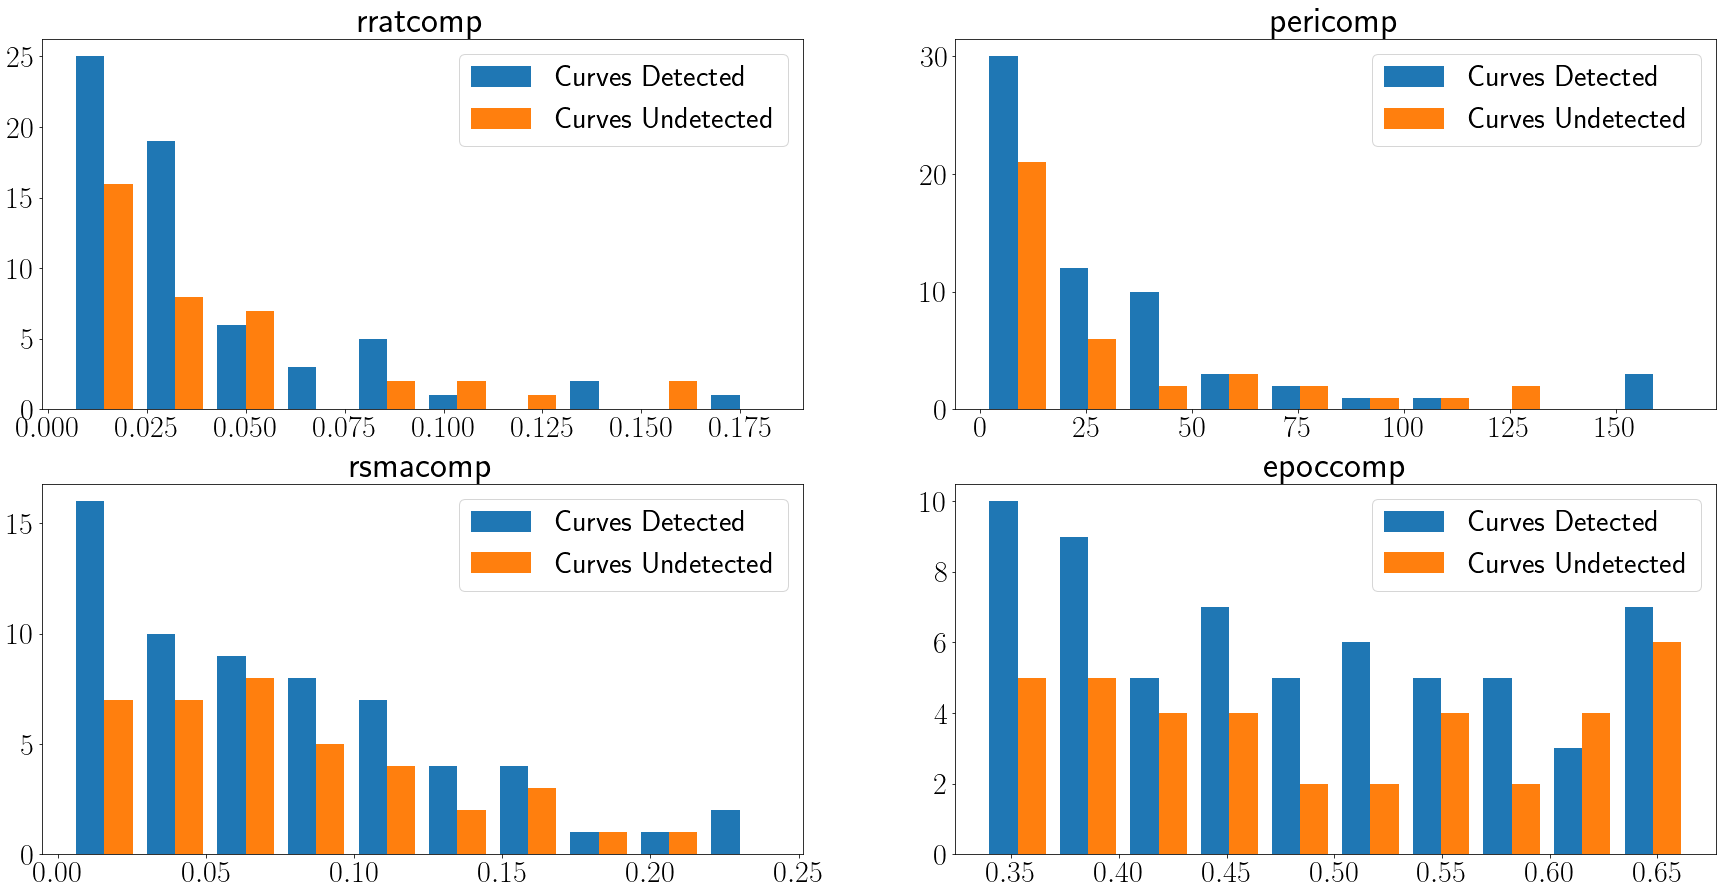 rratcomp
25
20
15
10
5
0
Curves Detected
Curves Undetected
0.000 0.025 0.050 0.075 0.100 0.125 0.150 0.175
pericomp
30
20
10
0
Curves Detected
Curves Undetected
0 25 50 75 100 125 150
rsmacomp
15
10
5
0
Curves Detected
Curves Undetected
0.00 0.05 0.10 0.15 0.20 0.25
epoccomp
10
8
6
4
2
0
Curves Detected
Curves Undetected
0.35 0.40 0.45 0.50 0.55 0.60 0.65